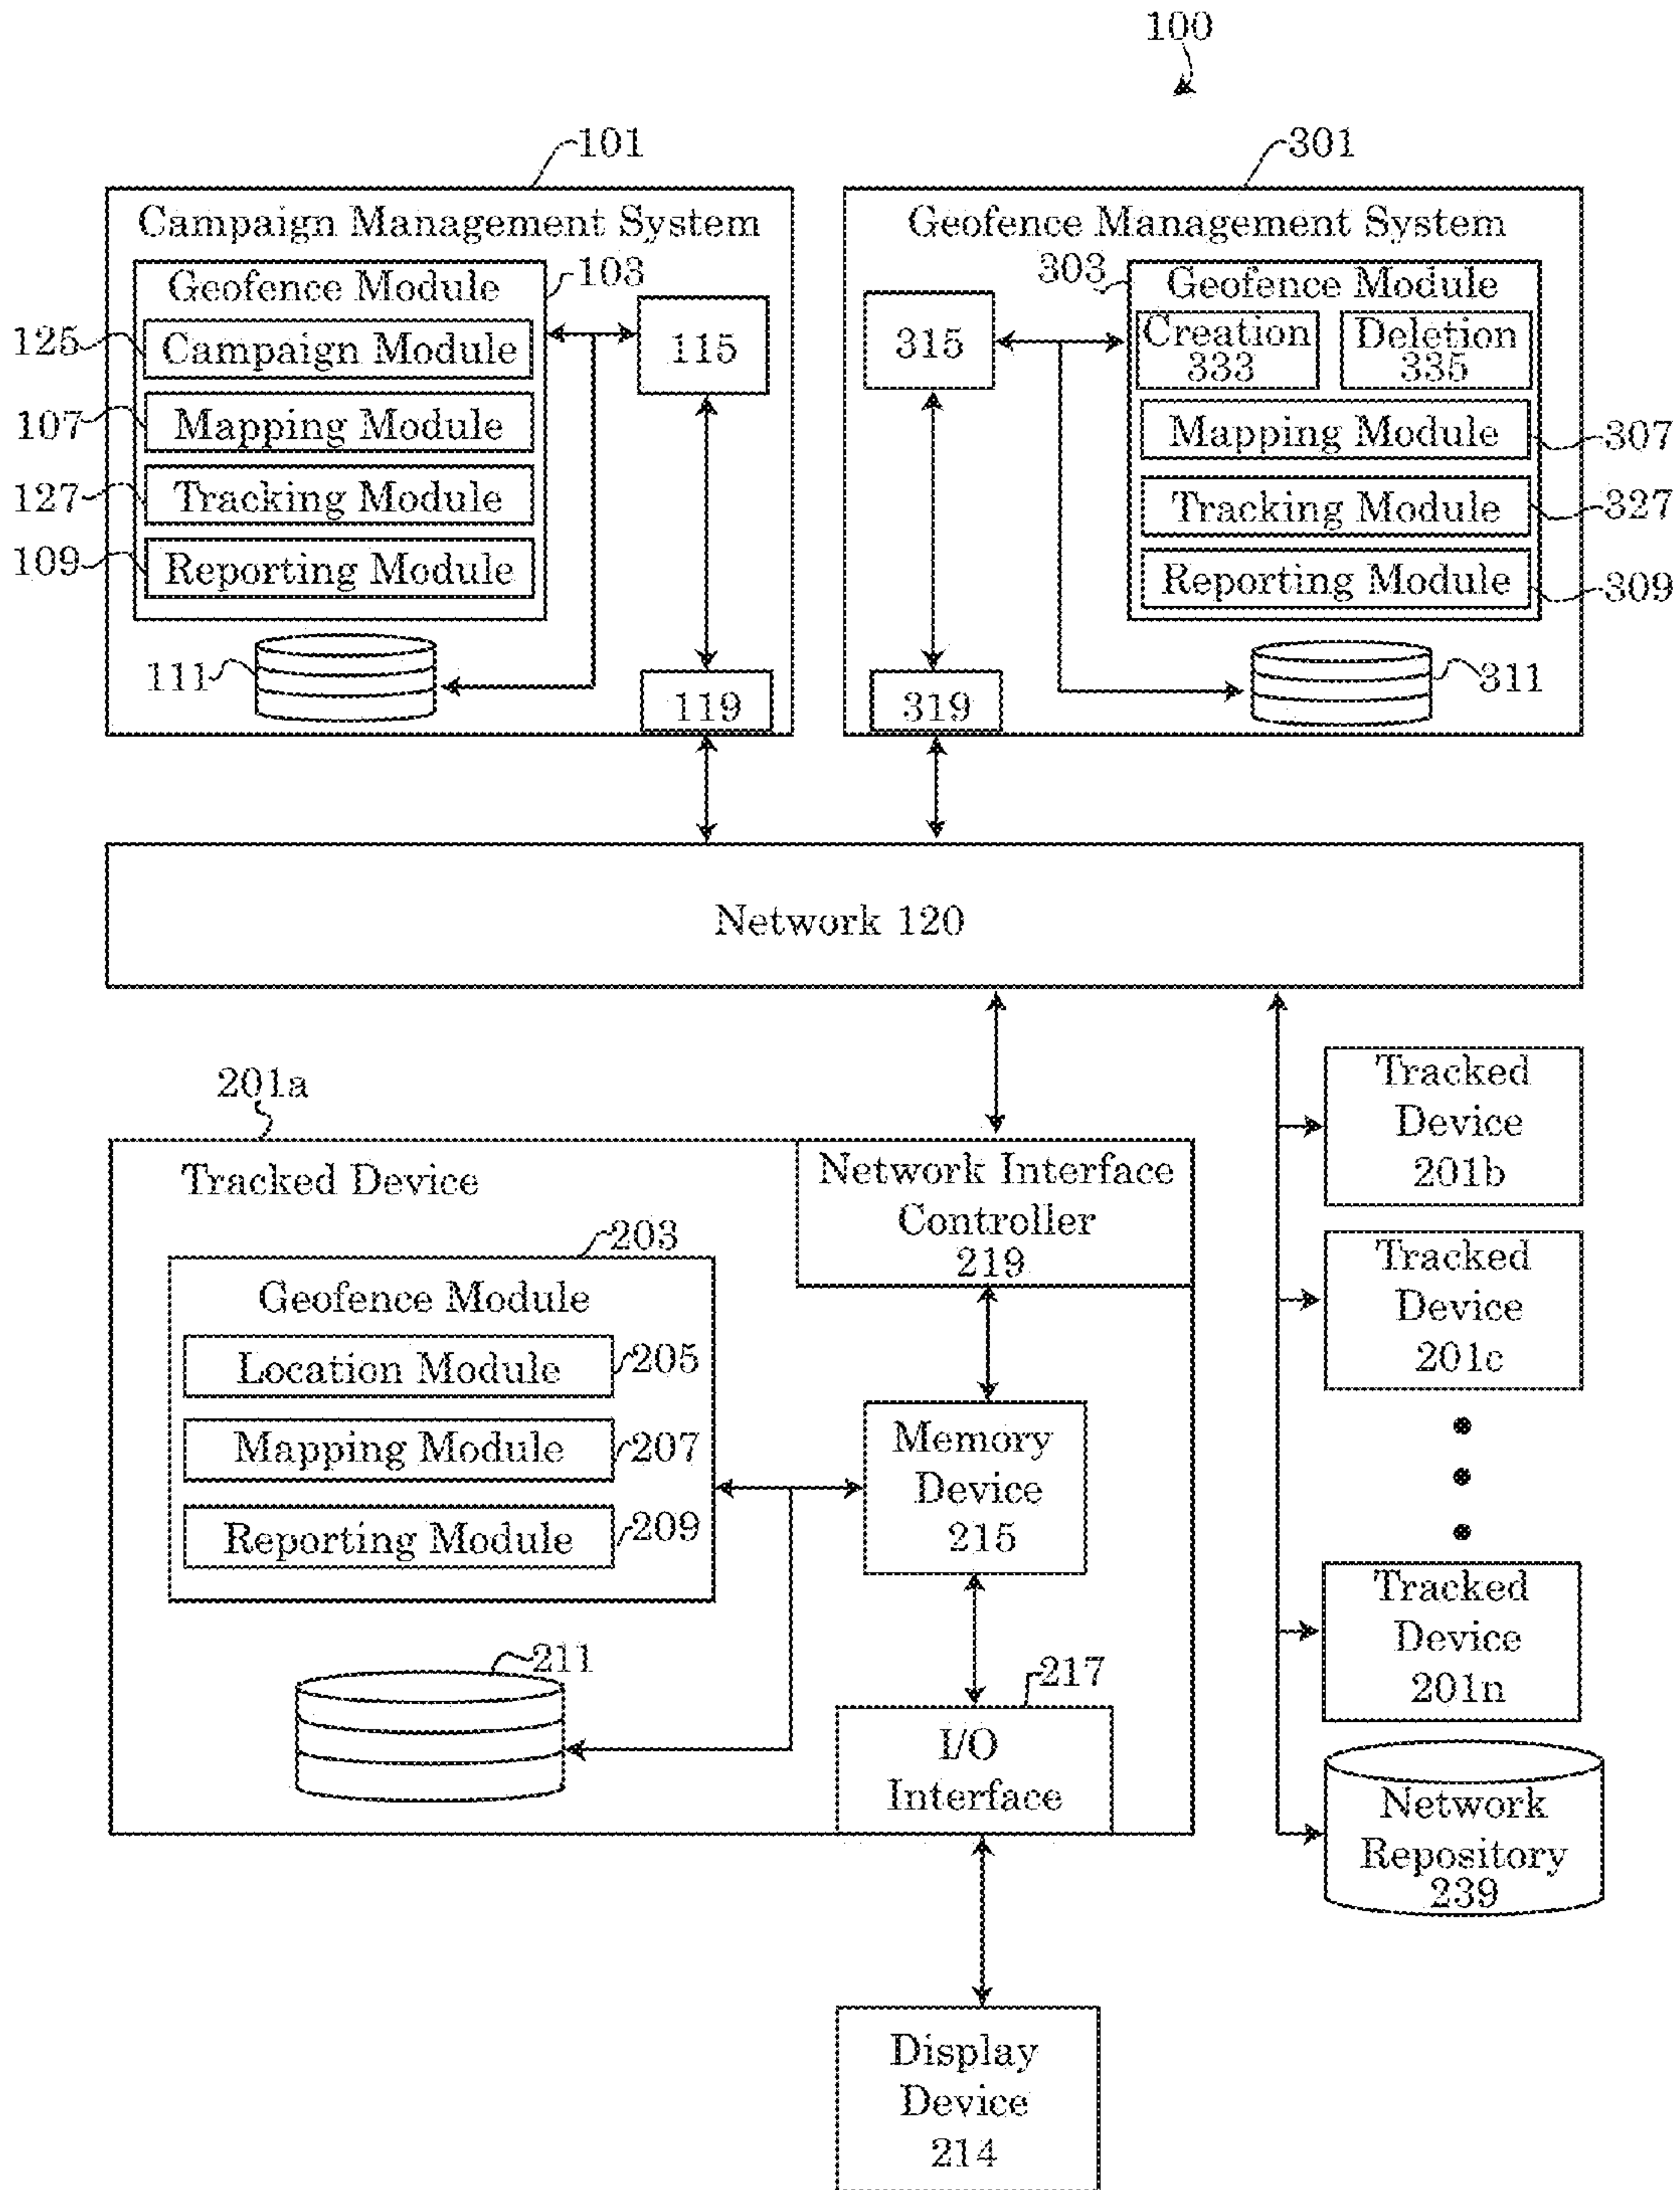 100
101
Campaign Management System
103
Geofence Module
125
Campaign Module
107
Mapping Module
127
Tracking Module
109
Reporting Module
115
111
119
301
Geofence Management System
303
Geofence Module
Creation
333
Deletion
335
Mapping Module
307
Tracking Module
327
Reporting Module
309
315
319
311
Network 120
201a
Tracked Device
203
Geofence Module
Location Module
205
Mapping Module
207
Reporting Module
209
211
Network Interface
Controller
219
Memory
Device
215
217
I/O
Interface
Display
Device
214
Tracked
Device
201b
Tracked
Device
201c
Tracked
Device
201n
Network
Repository
239